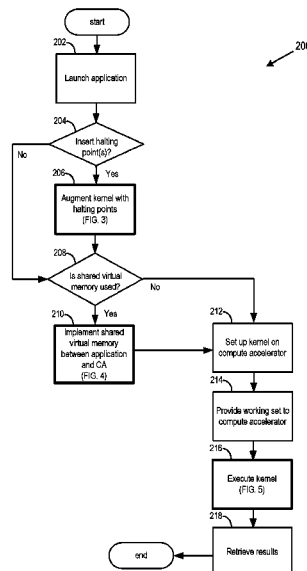 start
200
202
Launch application
204
Insert halting
point(s)?
No
Yes
206
Augment kernel with
halting points
(FIG. 3)
208
Is shared virtual
memory used?
No
Yes
210
Implement shared
virtual memory
between application
and CA
(FIG. 4)
212
Set up kernel on
compute accelerator
214
Provide working set to
compute accelerator
216
Execute kernel
(FIG. 5)
218
Retrieve results
end